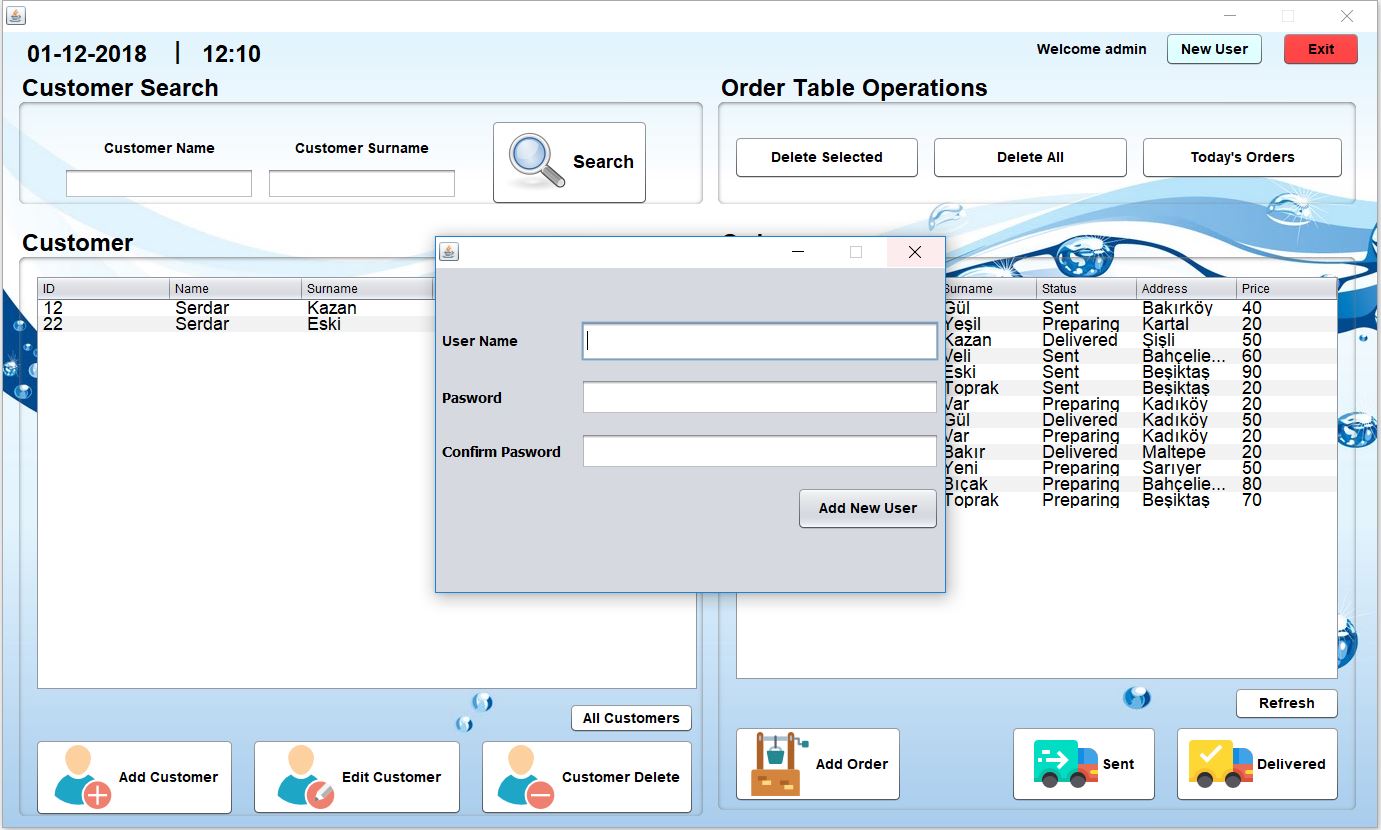 01-12-2018 | 12:10
Welcome admin
New User
Exit
Customer Search
Customer Name
Customer Surname
Search
Order Table Operations
Delete Selected
Delete All
Today's Orders
Customer
ID Name Surname
12 Serdar Kazan
22 Serdar Eski
User Name
Pasword
Confirm Pasword
Add New User
Surname Status Address Price
Gül Sent Bakırköy 40
Yeşil Preparing Kartal 20
Kazan Delivered Şişli 50
Veli Sent Bahçelie... 60
Eski Sent Beşiktaş 90
Toprak Sent Beşiktaş 20
Var Preparing Kadıköy 20
Gül Delivered Kadıköy 50
Var Preparing Kadıköy 20
Bakır Delivered Maltepe 20
Yeni Preparing Sarıyer 50
Bıçak Preparing Bahçelie... 80
Toprak Preparing Beşiktaş 70
All Customers
Refresh
Add Customer
Edit Customer
Customer Delete
Add Order
Sent
Delivered